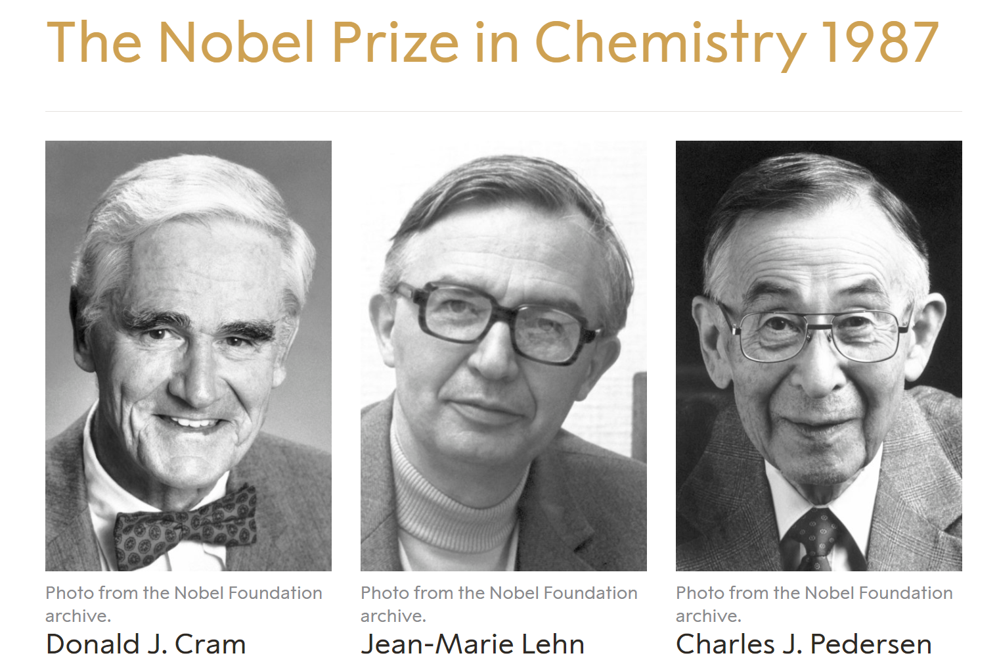 The Nobel Prize in Chemistry 1987
Photo from the Nobel Foundation
archive.
Donald J. Cram
Photo from the Nobel Foundation
archive.
Jean-Marie Lehn
Photo from the Nobel Foundation
archive.
Charles J. Pedersen